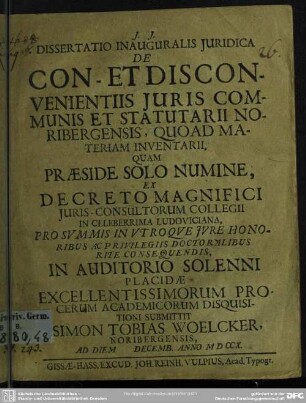 J. J.
DISSERTATIO INAUGURALIS JURIDICA
DE
CON- ET DISCON-
VENIENTIIS JURIS COM-
MUNIS ET STATUTARII NO-
RIBERGENSIS, QUOAD MA-
TERIAM INVENTARII,
QUAM
PRÆSIDE SOLO NUMINE,
EX
DECRETO MAGNIFICI
JURIS-CONSULTORUM COLLEGII
IN CELEBERRIMA LUDOVICIANA,
PRO SUMMIS IN VTROQVE JVRE HONO-
RIBUS AC PRIVILEGIIS DOCTORALIBUS
RITE CONSEQUENDIS,
IN AUDITORIO SOLENNI
PLACIDÆ
EXCELLENTISSIMORUM PRO-
CERUM ACADEMICORUM DISQUISI-
TIONI SUBMITTIT
SIMON TOBIAS WOELCKER,
NORIBERGENSIS,
AD DIEM DECEMB. ANNO MDCCX.
GISSÆ-HASS. EXCUD. JOH. REINH. VULPIUS, Acad. Typogr.